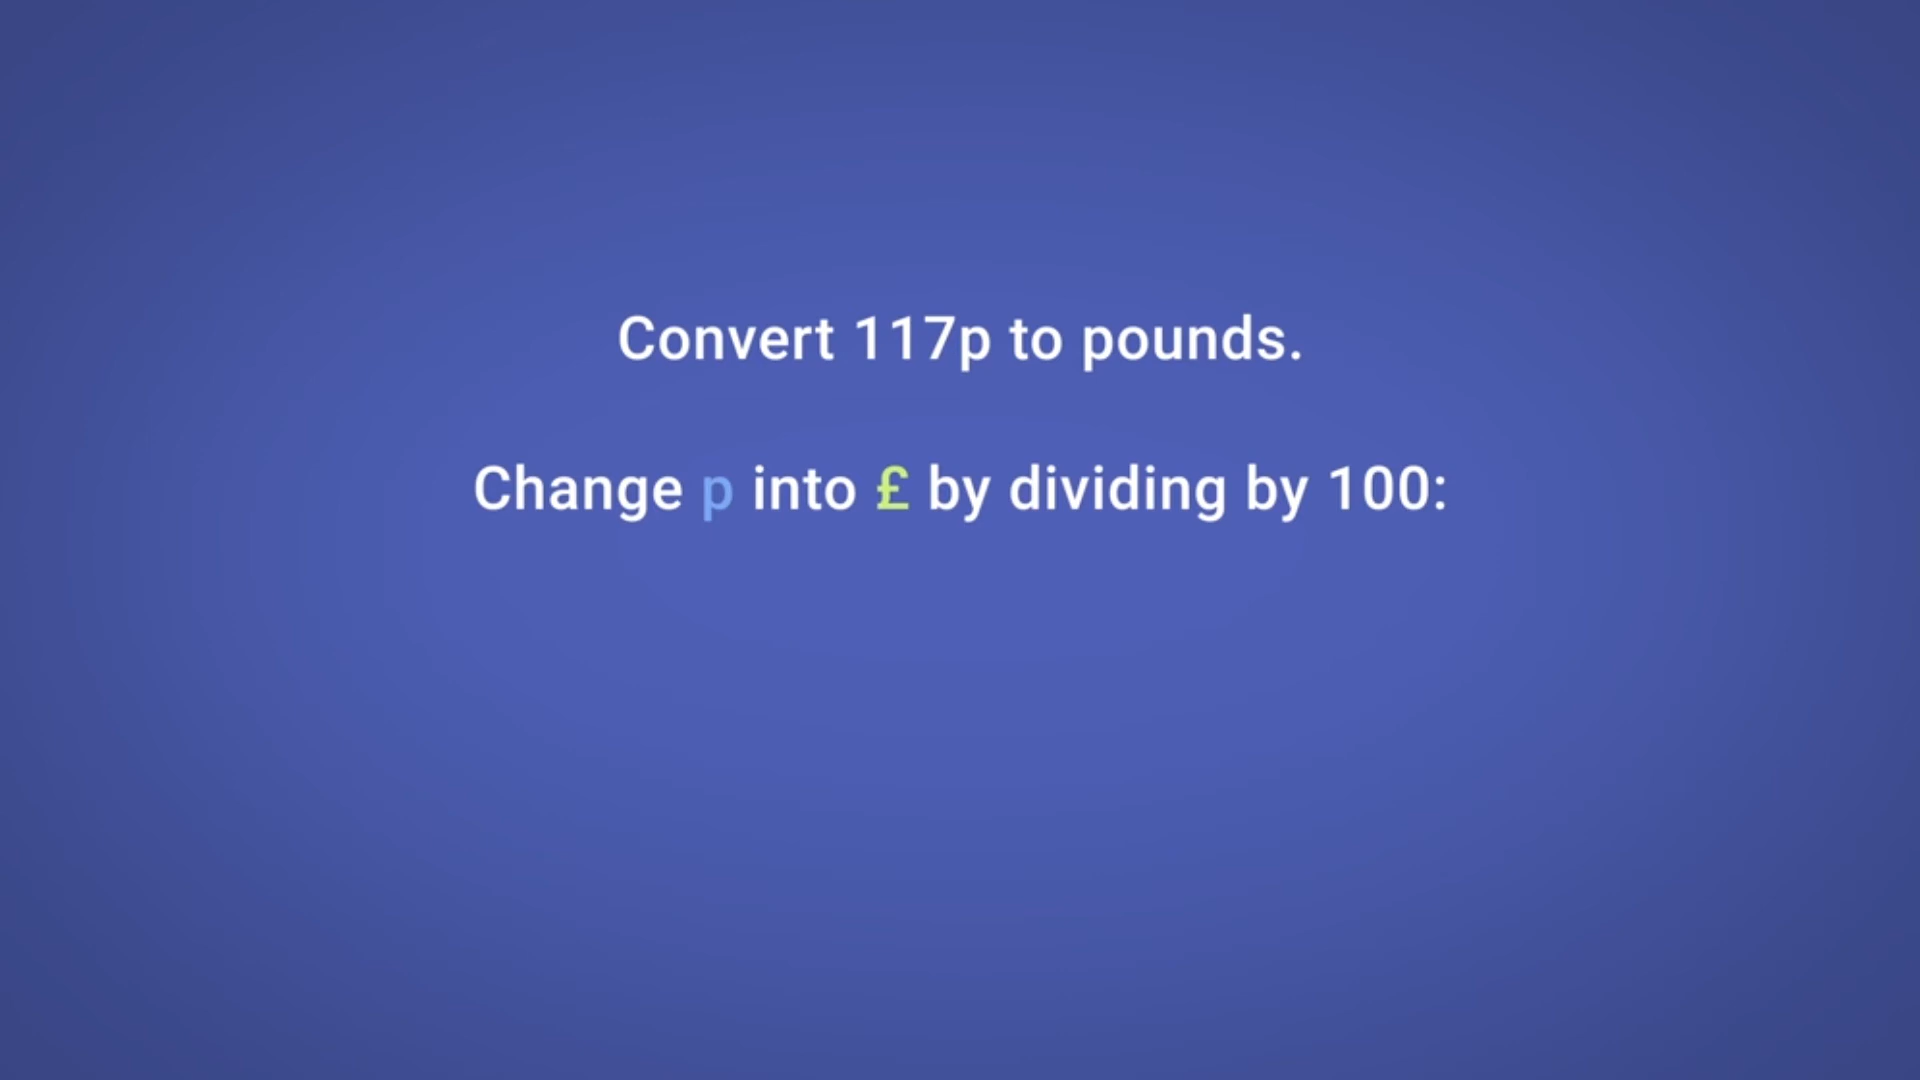 Convert 117p to pounds.
Change p into £ by dividing by 100: